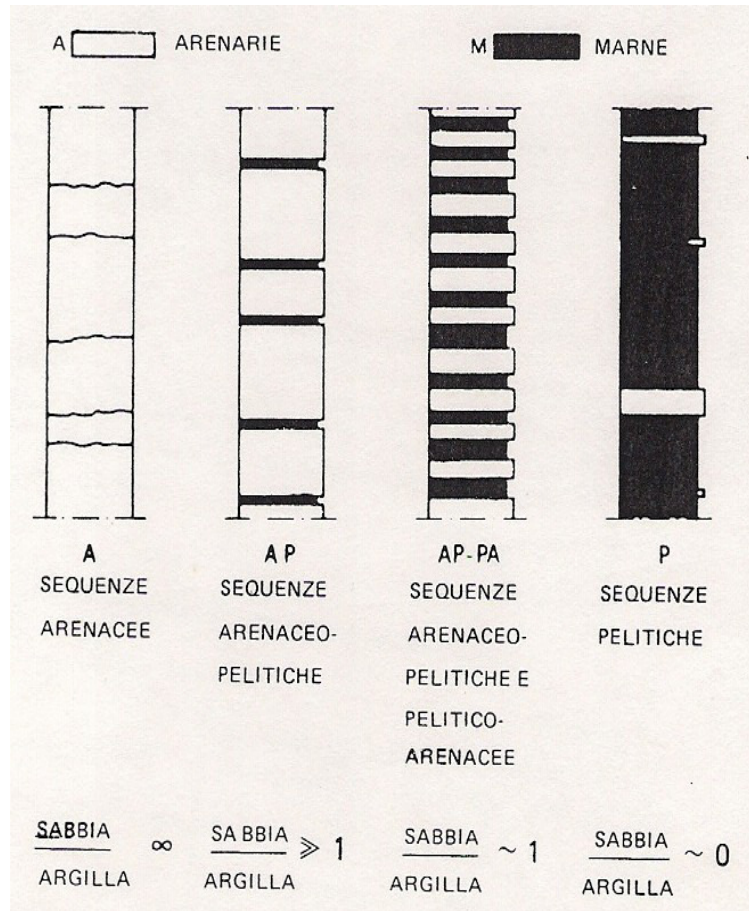 A ARENARIE
M MARNE
A
SEQUENZE
ARENACEE
AP
SEQUENZE
ARENACEO-
PELITICHE
AP-PA
SEQUENZE
ARENACEO-
PELITICHE E
PELITICO-
ARENACEE
P
SEQUENZE
PELITICHE
SABBIA
ARGILLA
∞
SABBIA
ARGILLA
⩾ 1
SABBIA
ARGILLA
~ 1
SABBIA
ARGILLA
~ 0